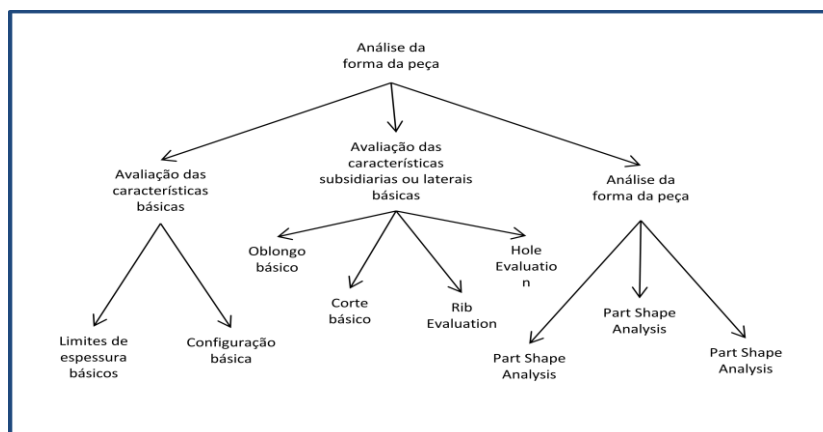 Análise da
forma da peça
Avaliação das
características
básicas
Avaliação das
características
subsidiarias ou laterais
básicas
Análise da
forma da peça
Oblongo
básico
Corte
básico
Rib
Evaluation
Hole
Evaluatio
n
Limites de
espessura
básicos
Configuração
básica
Part Shape
Analysis
Part Shape
Analysis
Part Shape
Analysis